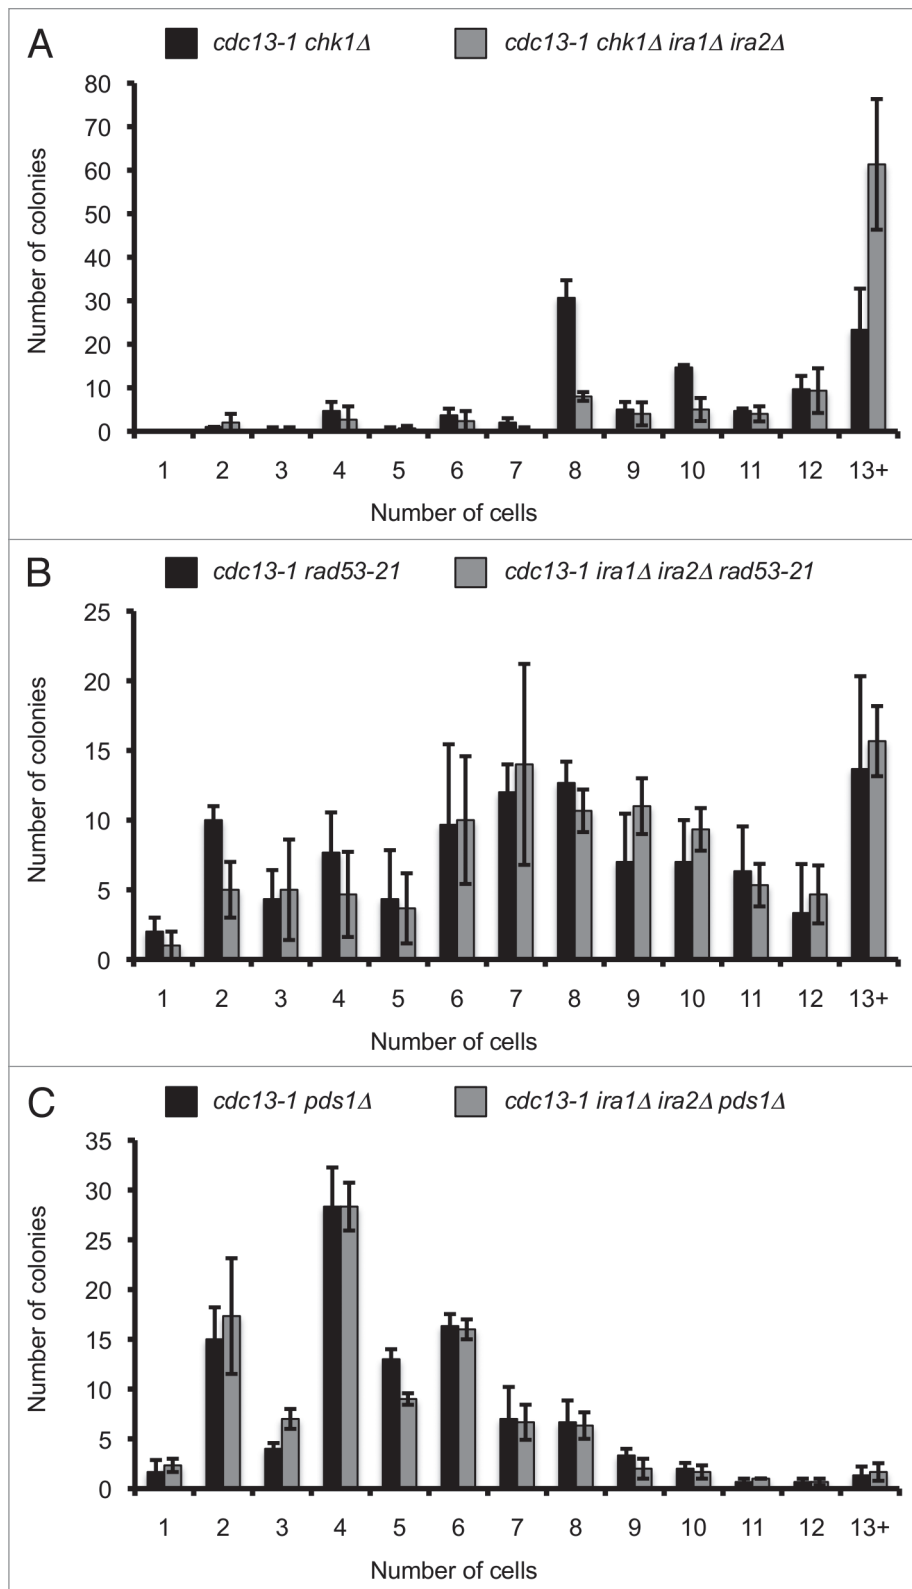 A
cdc13-1 chk1Δ
cdc13-1 chk1Δ ira1Δ ira2Δ
Number of colonies
80
70
60
50
40
30
20
10
0
1 2 3 4 5 6 7 8 9 10 11 12 13+
Number of cells
B
cdc13-1 rad53-21
cdc13-1 ira1Δ ira2Δ rad53-21
Number of colonies
25
20
15
10
5
0
1 2 3 4 5 6 7 8 9 10 11 12 13+
Number of cells
C
cdc13-1 pds1Δ
cdc13-1 ira1Δ ira2Δ pds1Δ
Number of colonies
35
30
25
20
15
10
5
0
1 2 3 4 5 6 7 8 9 10 11 12 13+
Number of cells